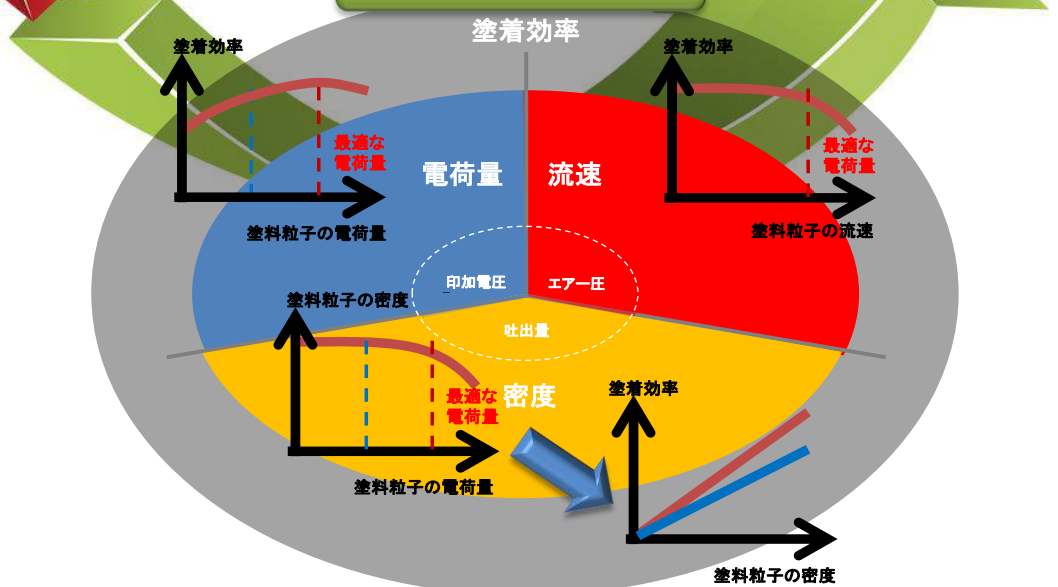 塗着効率
塗着効率
最適な
電荷量
塗料粒子の電荷量
塗着効率
最適な
電荷量
塗料粒子の流速
電荷量
流速
印加電圧
エアー圧
吐出量
密度
塗料粒子の密度
最適な
電荷量
塗料粒子の電荷量
塗着効率
塗料粒子の密度